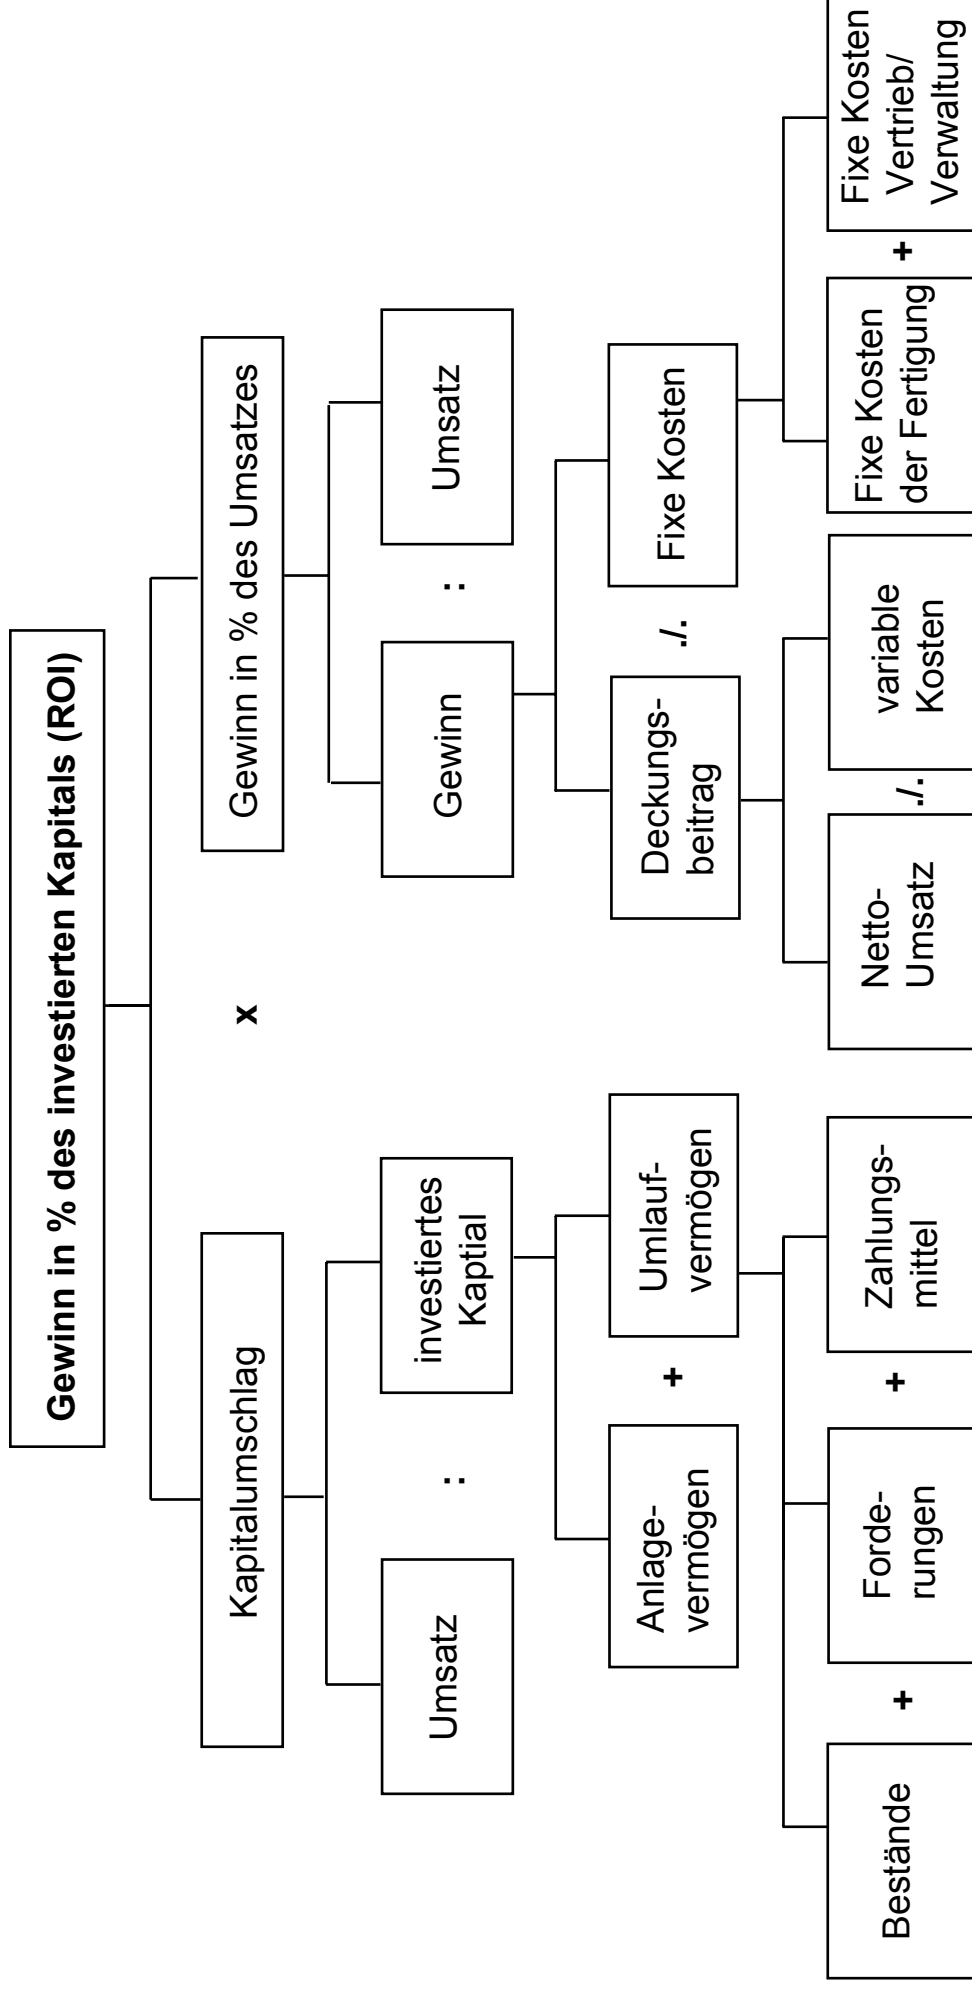 Gewinn in % des investierten Kapitals (ROI)
Kapitalumschlag
x
Gewinn in % des Umsatzes
Umsatz
:
investiertes
Kaptial
Gewinn
:
Umsatz
Anlage-
vermögen
+
Umlauf-
vermögen
Deckungs-
beitrag
./.
Fixe Kosten
Bestände
+
Forde-
rungen
+
Zahlungs-
mittel
Netto-
Umsatz
./.
variable
Kosten
Fixe Kosten
der Fertigung
+
Fixe Kosten
Vertrieb/
Verwaltung